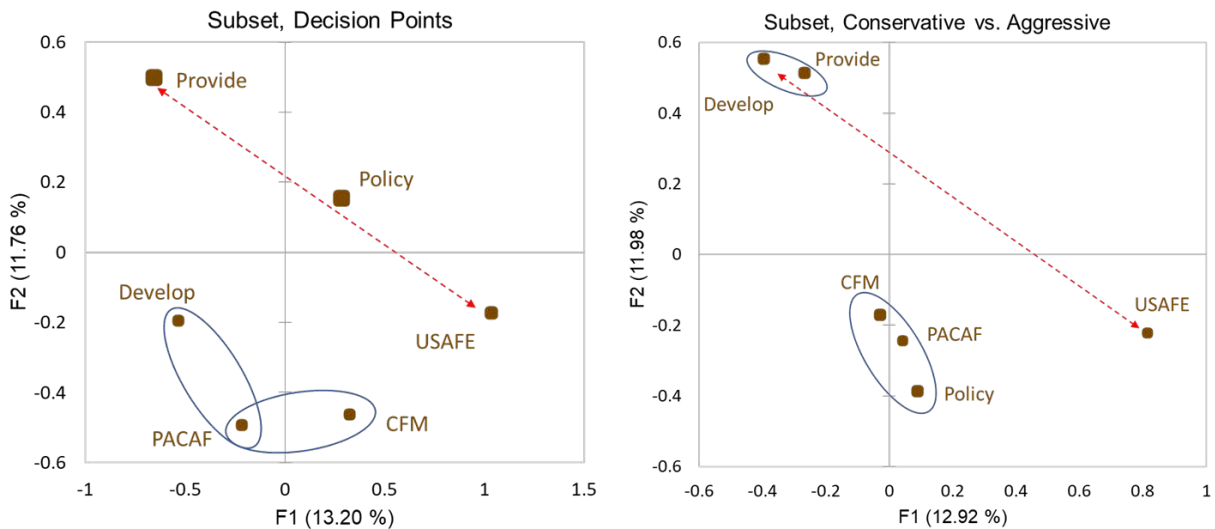 Subset, Decision Points
0.6
0.4
0.2
0
-0.2
-0.4
-0.6
F2 (11.76 %)
Provide
Policy
Develop
USAFE
PACAF
CFM
-1
-0.5
0
0.5
1
1.5
F1 (13.20 %)
Subset, Conservative vs. Aggressive
0.6
0.4
0.2
0
-0.2
-0.4
-0.6
F2 (11.98 %)
Provide
Develop
CFM
USAFE
PACAF
Policy
-0.6
-0.4
-0.2
0
0.2
0.4
0.6
0.8
1
F1 (12.92 %)